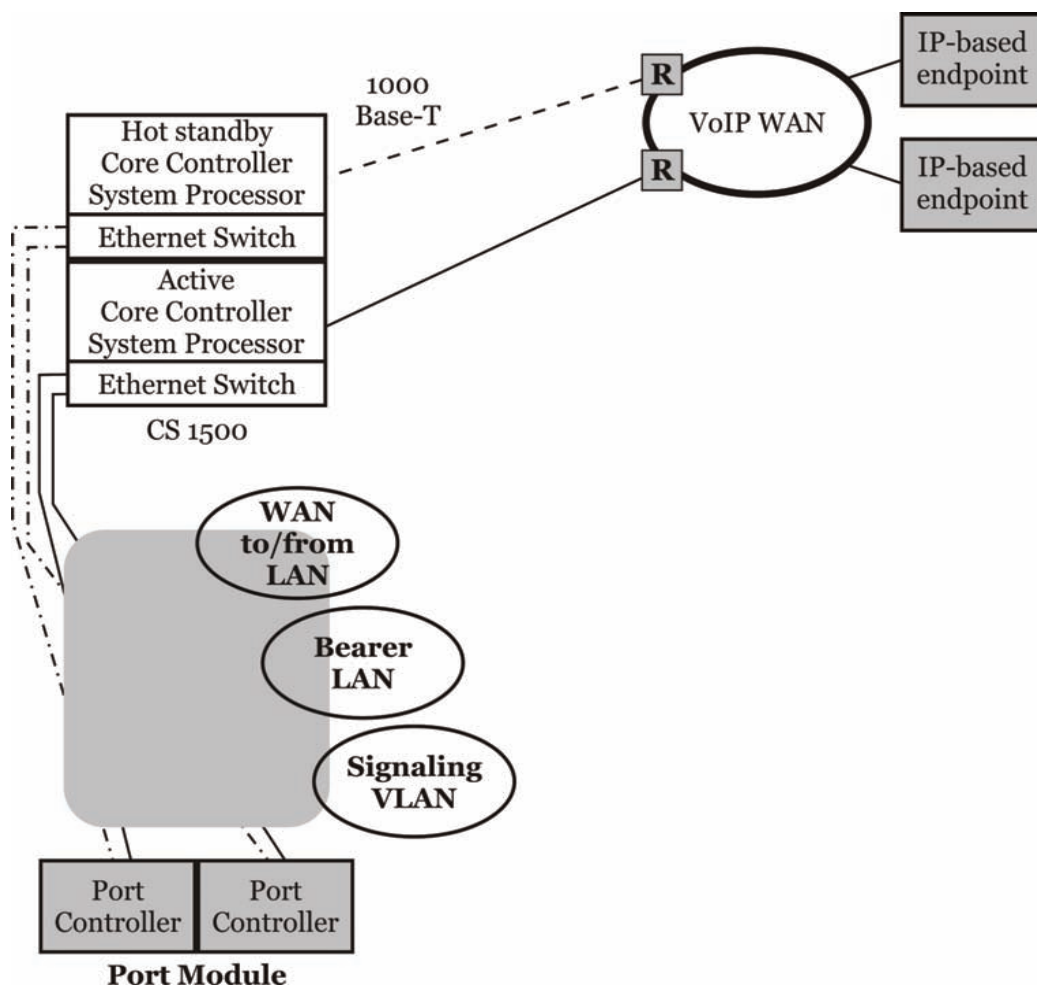 1000
Base-T
R
VoIP WAN
R
IP-based
endpoint
IP-based
endpoint
Hot standby
Core Controller
System Processor
Ethernet Switch
Active
Core Controller
System Processor
Ethernet Switch
CS 1500
WAN
to/from
LAN
Bearer
LAN
Signaling
VLAN
Port
Controller
Port
Controller
Port Module